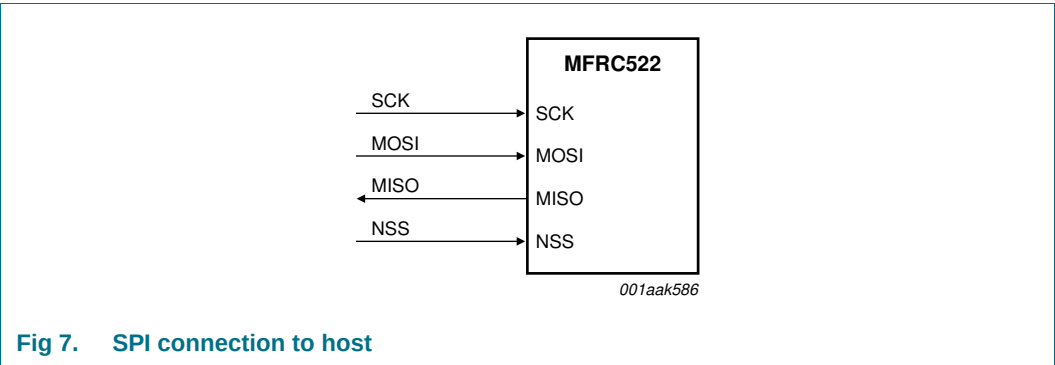 MFRC522
SCK SCK
MOSI MOSI
MISO MISO
NSS NSS
001aak586
Fig 7. SPI connection to host